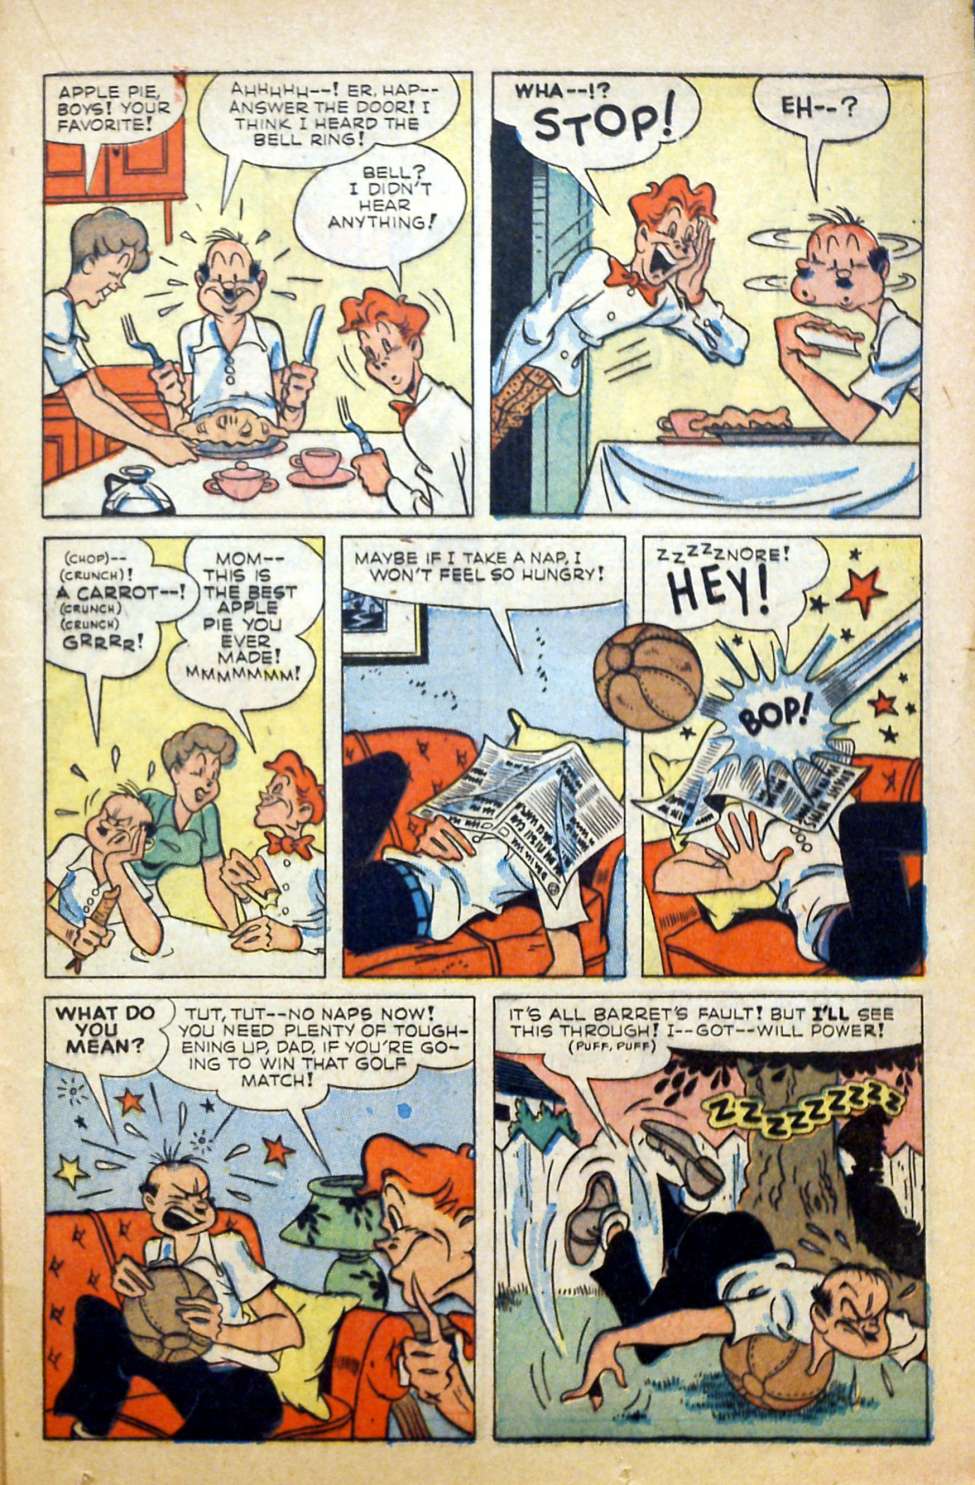 APPLE PIE,
BOYS! YOUR
FAVORITE!
AHHHHH--! ER, HAP--
ANSWER THE DOOR! I
THINK I HEARD THE
BELL RING!
BELL?
I DIDN'T
HEAR
ANYTHING!
WHA--!?
STOP!
EH--?
(CHOP)--
(CRUNCH)!
A CARROT--!
(CRUNCH)
(CRUNCH)
GRRRR!
MOM--
THIS IS
THE BEST
APPLE
PIE YOU
EVER
MADE!
MMMMMMM!
MAYBE IF I TAKE A NAP, I
WON'T FEEL SO HUNGRY!
ZZZZZNORE!
HEY!
BOP!
WHAT DO
YOU
MEAN?
TUT, TUT--NO NAPS NOW!
YOU NEED PLENTY OF TOUGH-
ENING UP, DAD, IF YOU'RE GO-
ING TO WIN THAT GOLF
MATCH!
IT'S ALL BARRET'S FAULT! BUT I'LL SEE
THIS THROUGH! I--GOT--WILL POWER!
(PUFF, PUFF)
ZZZZZZZZZ